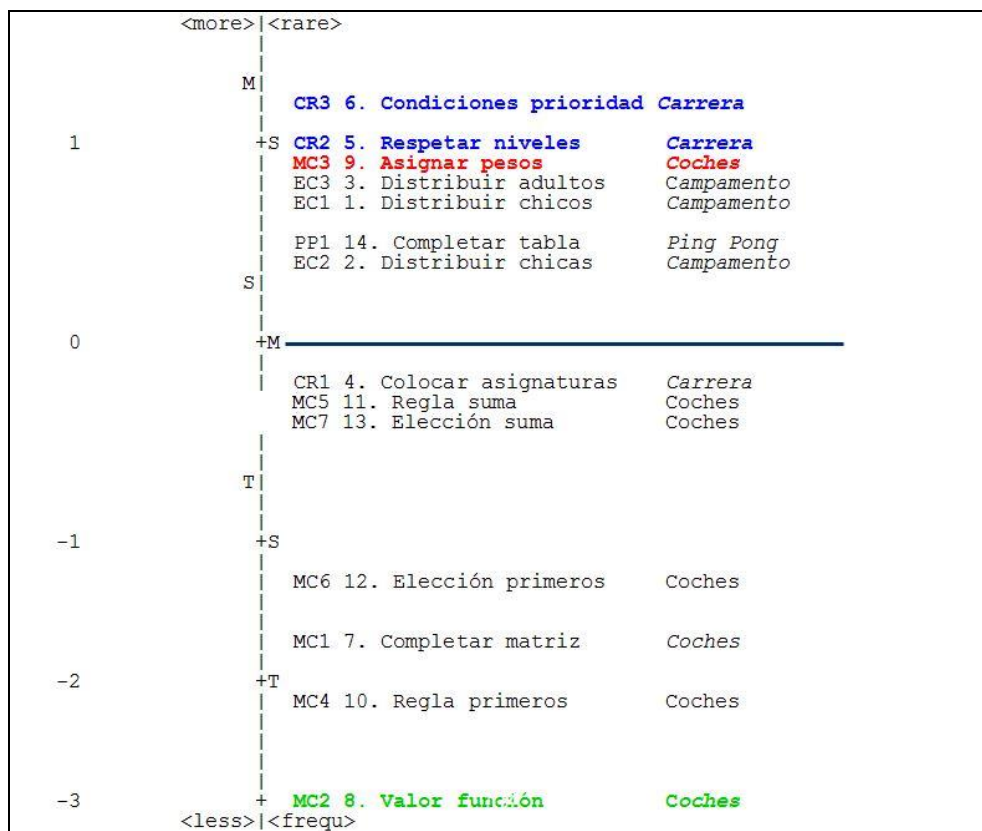 <more>|<rare>
M|
CR3 6. Condiciones prioridad Carrera
1 +S CR2 5. Respetar niveles Carrera
MC3 9. Asignar pesos Coches
EC3 3. Distribuir adultos Campamento
EC1 1. Distribuir chicos Campamento
PP1 14. Completar tabla Ping Pong
EC2 2. Distribuir chicas Campamento
S|
0 +M
CR1 4. Colocar asignaturas Carrera
MC5 11. Regla suma Coches
MC7 13. Elección suma Coches
T|
-1 +S
MC6 12. Elección primeros Coches
MC1 7. Completar matriz Coches
-2 +T
MC4 10. Regla primeros Coches
-3 + MC2 8. Valor función Coches
<less>|<frequ>